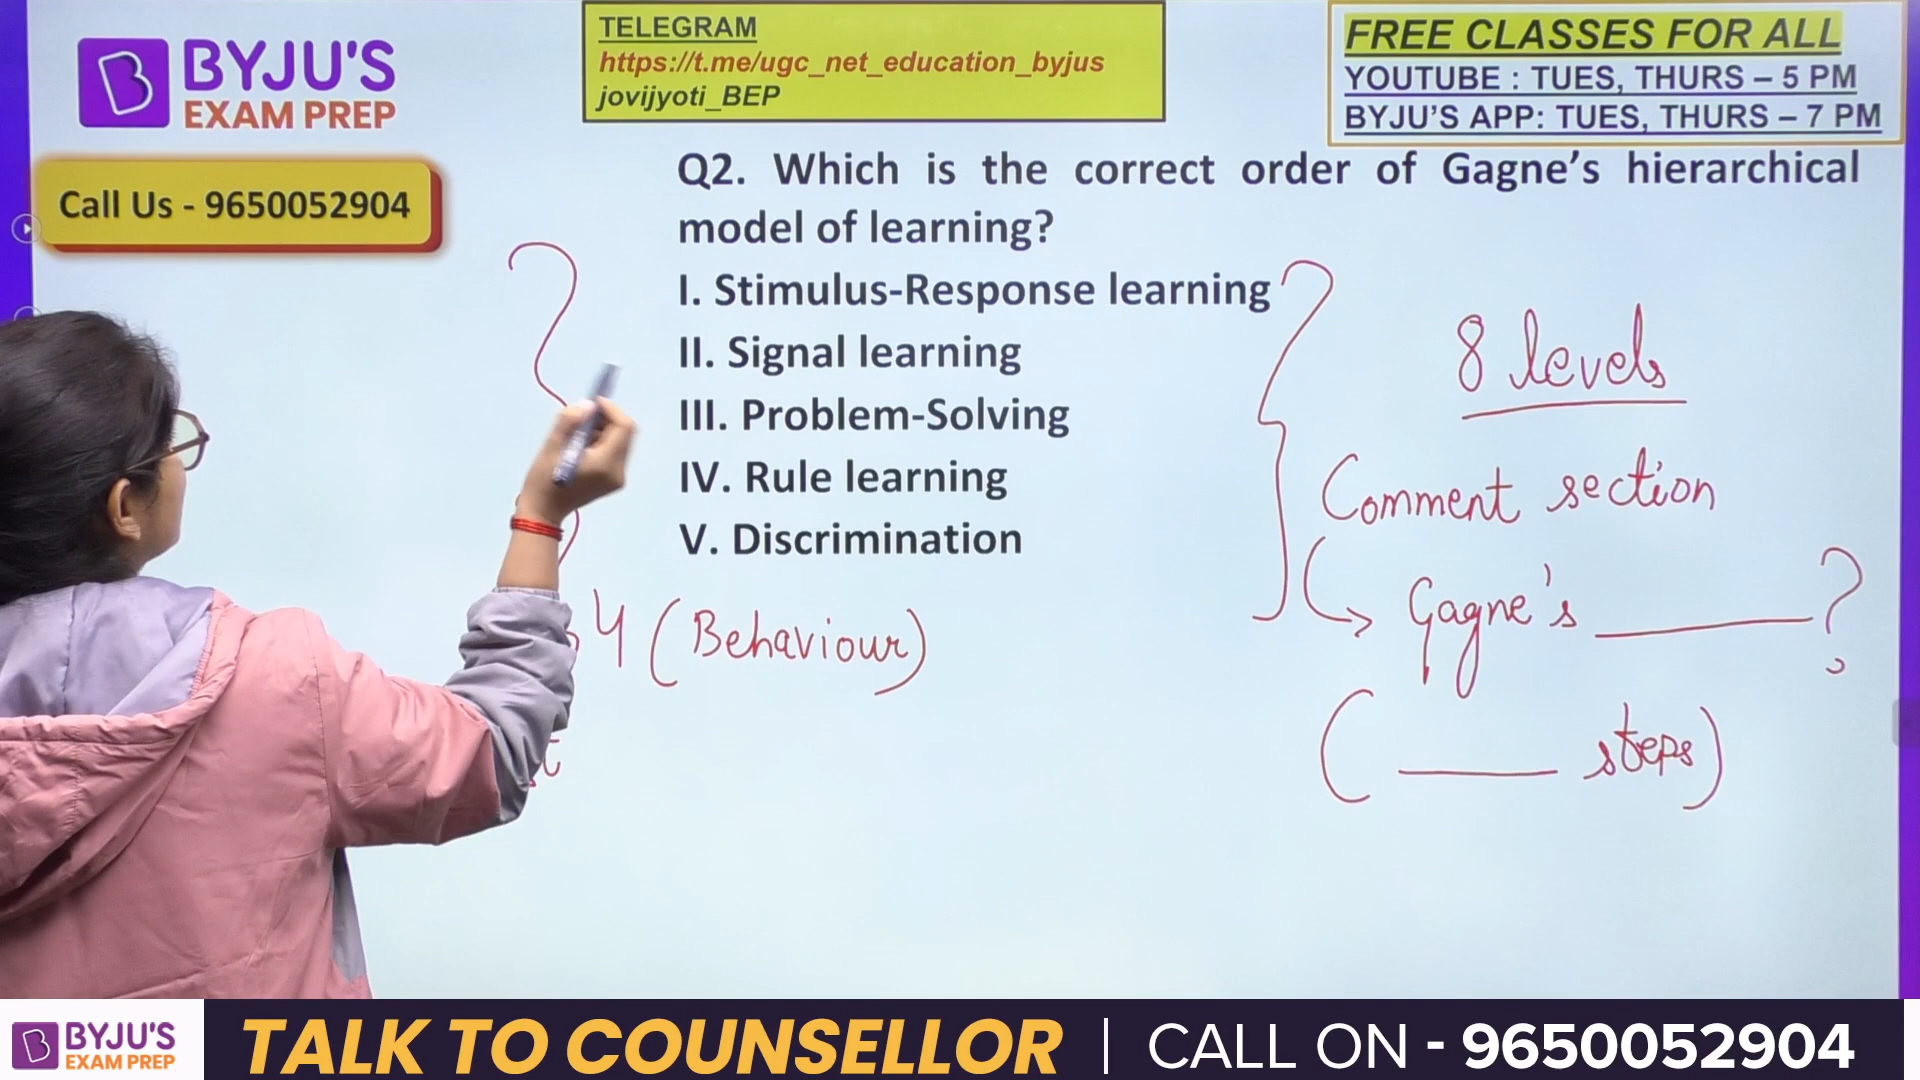 BYJU'S
EXAM PREP
TELEGRAM
https://t.me/ugc_net_education_byjus
jovijyoti_BEP
FREE CLASSES FOR ALL
YOUTUBE : TUES, THURS – 5 PM
BYJU'S APP: TUES, THURS – 7 PM
Call Us - 9650052904
Q2. Which is the correct order of Gagne's hierarchical
model of learning?
I. Stimulus-Response learning
II. Signal learning
III. Problem-Solving
IV. Rule learning
V. Discrimination
4 (Behaviour)
8 levels
Comment section
Gagne's ______?
( ____ steps)
BYJU'S
EXAM PREP
TALK TO COUNSELLOR | CALL ON - 9650052904